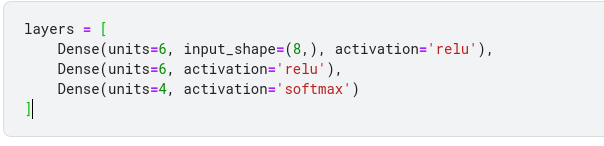 layers = [
    Dense(units=6, input_shape=(8,), activation='relu'),
    Dense(units=6, activation='relu'),
    Dense(units=4, activation='softmax')
]